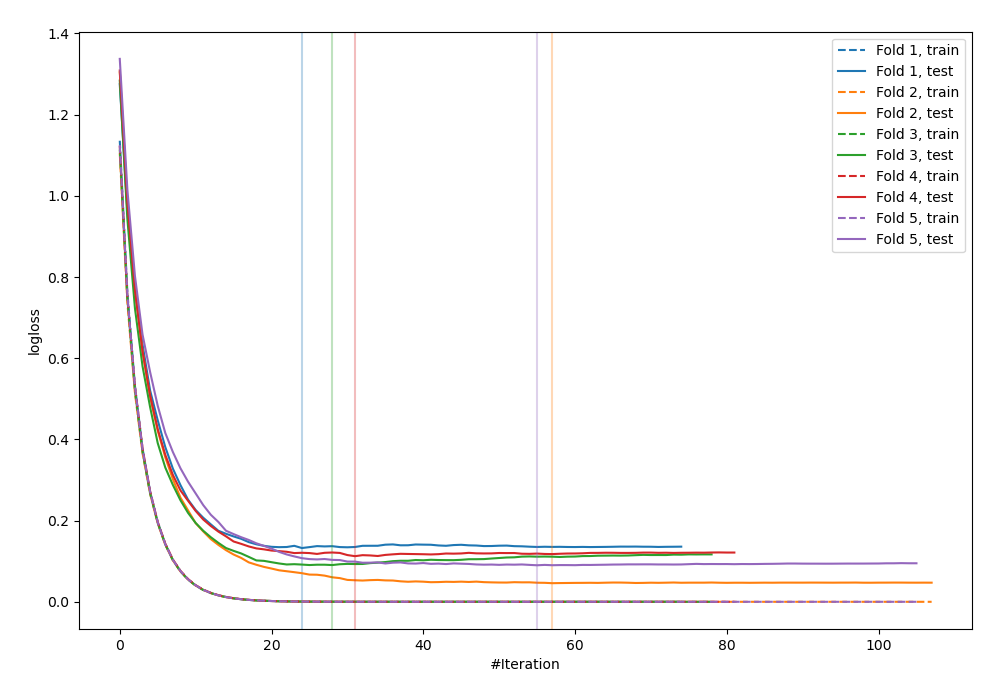 1.4
1.2
1.0
0.8
0.6
0.4
0.2
0.0
logloss
0
20
40
60
80
100
#Iteration
Fold 1, train
Fold 1, test
Fold 2, train
Fold 2, test
Fold 3, train
Fold 3, test
Fold 4, train
Fold 4, test
Fold 5, train
Fold 5, test